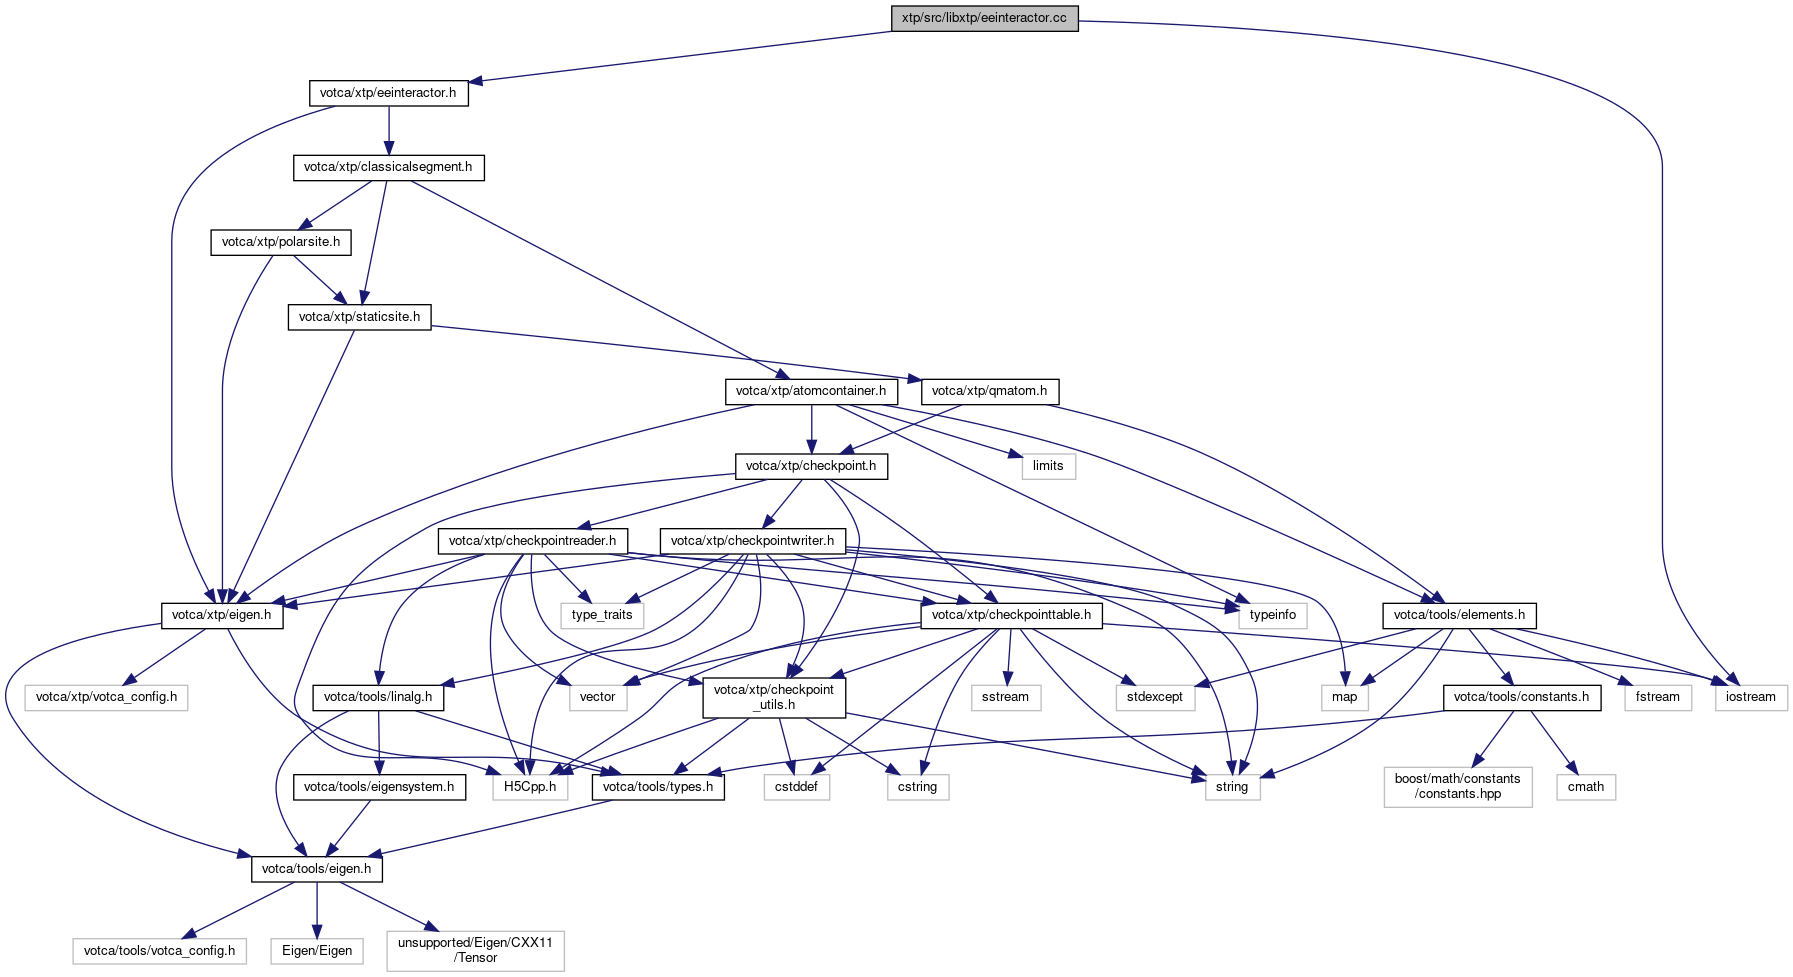 xtp/src/libxtp/eeinteractor.cc
votca/xtp/eeinteractor.h
votca/xtp/classicalsegment.h
votca/xtp/polarsite.h
votca/xtp/staticsite.h
votca/xtp/atomcontainer.h
votca/xtp/qmatom.h
votca/xtp/checkpoint.h
limits
votca/xtp/checkpointreader.h
votca/xtp/checkpointwriter.h
votca/xtp/eigen.h
type_traits
votca/xtp/checkpointtable.h
typeinfo
votca/tools/elements.h
votca/xtp/votca_config.h
votca/tools/linalg.h
vector
votca/xtp/checkpoint
_utils.h
sstream
stdexcept
map
votca/tools/constants.h
fstream
iostream
votca/tools/eigensystem.h
H5Cpp.h
votca/tools/types.h
cstddef
cstring
string
boost/math/constants
/constants.hpp
cmath
votca/tools/eigen.h
votca/tools/votca_config.h
Eigen/Eigen
unsupported/Eigen/CXX11
/Tensor